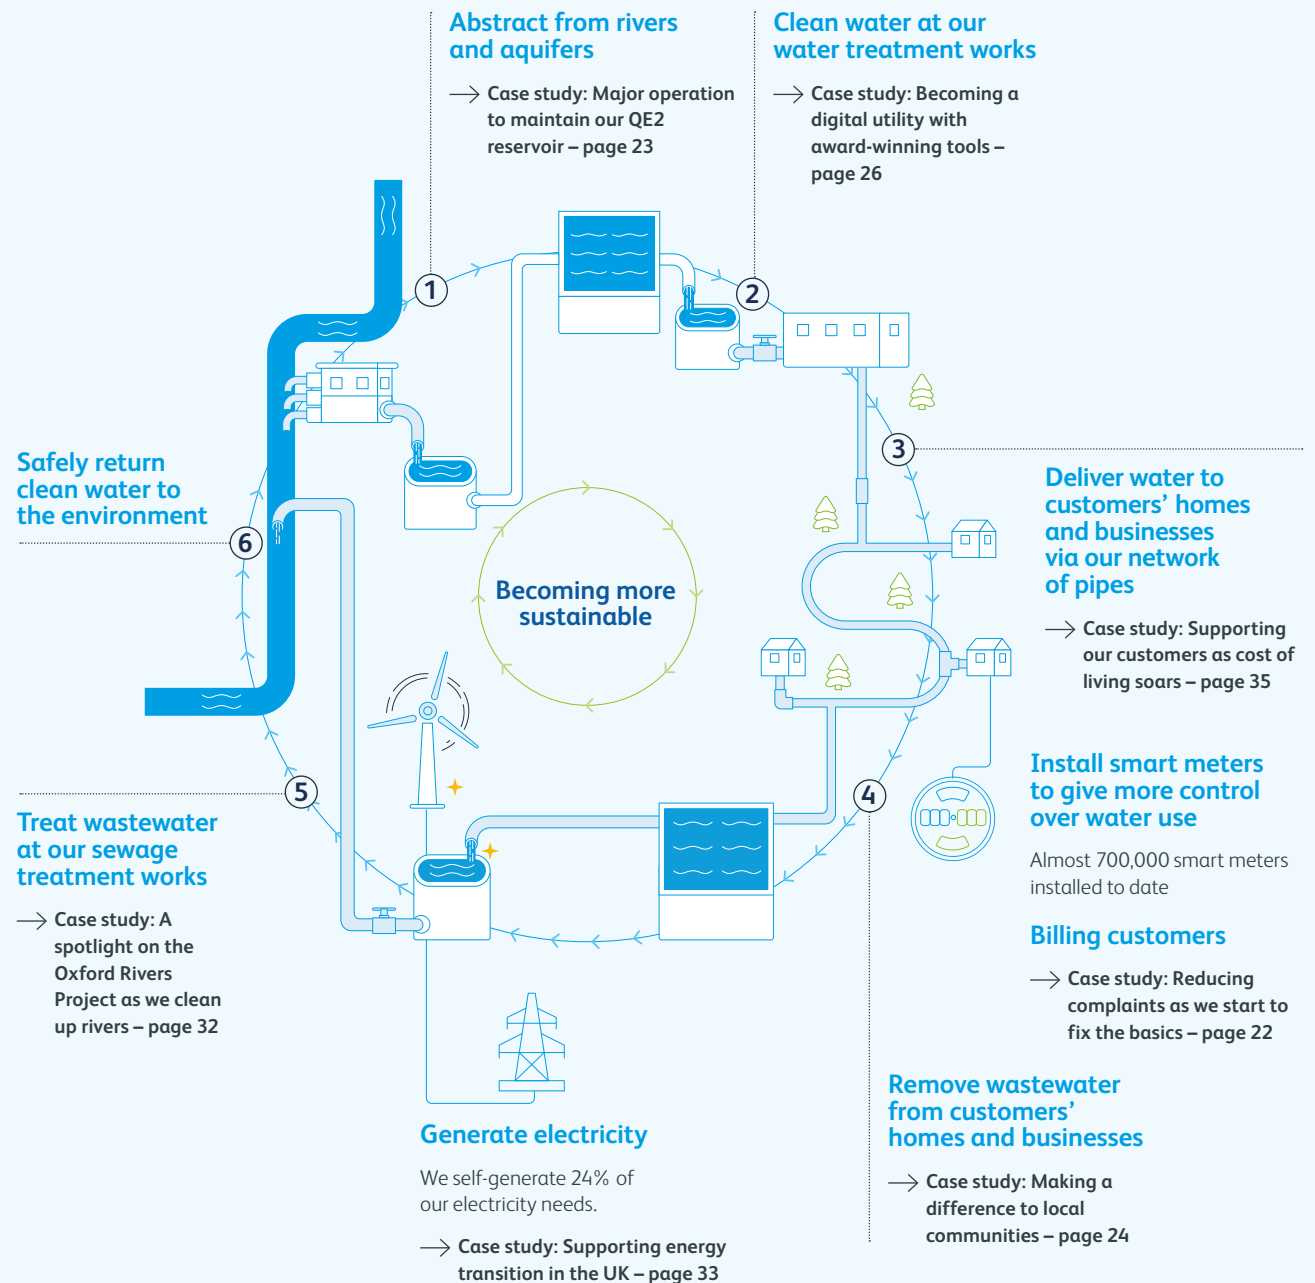 Abstract from rivers
and aquifers
→ Case study: Major operation
to maintain our QE2
reservoir – page 23
Clean water at our
water treatment works
→ Case study: Becoming a
digital utility with
award-winning tools –
page 26
1
2
3
Deliver water to
customers’ homes
and businesses
via our network
of pipes
→ Case study: Supporting
our customers as cost of
living soars – page 35
Install smart meters
to give more control
over water use
Almost 700,000 smart meters
installed to date
Billing customers
→ Case study: Reducing
complaints as we start to
fix the basics – page 22
4
Remove wastewater
from customers’
homes and businesses
→ Case study: Making a
difference to local
communities – page 24
Generate electricity
We self-generate 24% of
our electricity needs.
→ Case study: Supporting energy
transition in the UK – page 33
5
Treat wastewater
at our sewage
treatment works
→ Case study: A
spotlight on the
Oxford Rivers
Project as we clean
up rivers – page 32
Safely return
clean water to
the environment
6
Becoming more
sustainable